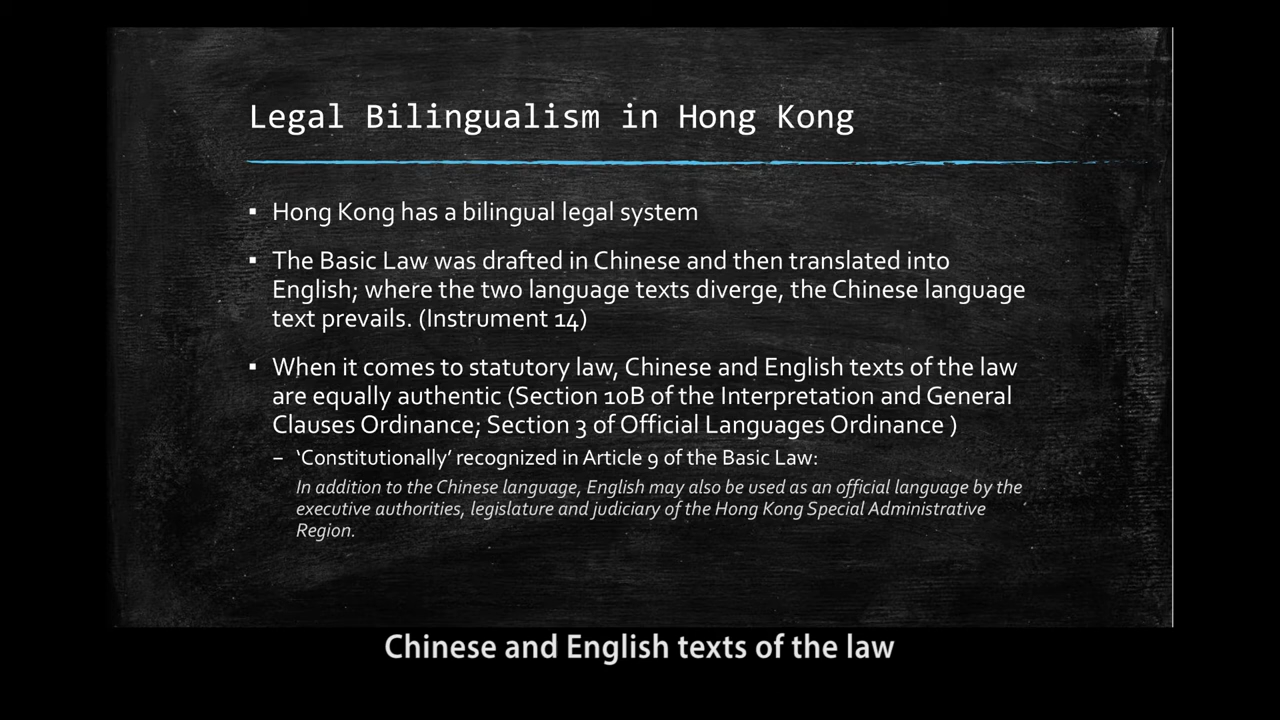 Legal Bilingualism in Hong Kong
▪ Hong Kong has a bilingual legal system
▪ The Basic Law was drafted in Chinese and then translated into
English; where the two language texts diverge, the Chinese language
text prevails. (Instrument 14)
▪ When it comes to statutory law, Chinese and English texts of the law
are equally authentic (Section 10B of the Interpretation and General
Clauses Ordinance; Section 3 of Official Languages Ordinance )
– ‘Constitutionally’ recognized in Article 9 of the Basic Law:
In addition to the Chinese language, English may also be used as an official language by the
executive authorities, legislature and judiciary of the Hong Kong Special Administrative
Region.
Chinese and English texts of the law